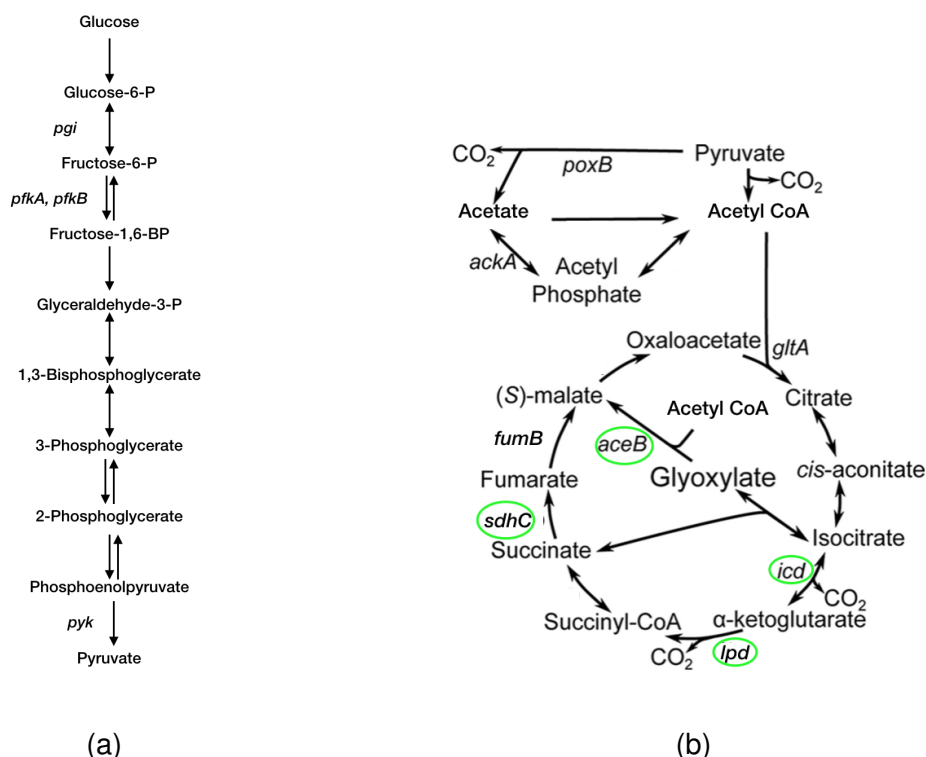 Glucose
Glucose-6-P
pgi
Fructose-6-P
pfkA, pfkB
Fructose-1,6-BP
Glyceraldehyde-3-P
1,3-Bisphosphoglycerate
3-Phosphoglycerate
2-Phosphoglycerate
Phosphoenolpyruvate
pyk
Pyruvate
(a)
CO2
poxB
Pyruvate
CO2
Acetate
Acetyl CoA
ackA
Acetyl
Phosphate
Oxaloacetate
gltA
(S)-malate
Acetyl CoA
Citrate
fumB
aceB
cis-aconitate
Fumarate
Glyoxylate
sdhC
Isocitrate
Succinate
icd
CO2
Succinyl-CoA
α-ketoglutarate
CO2
lpd
(b)